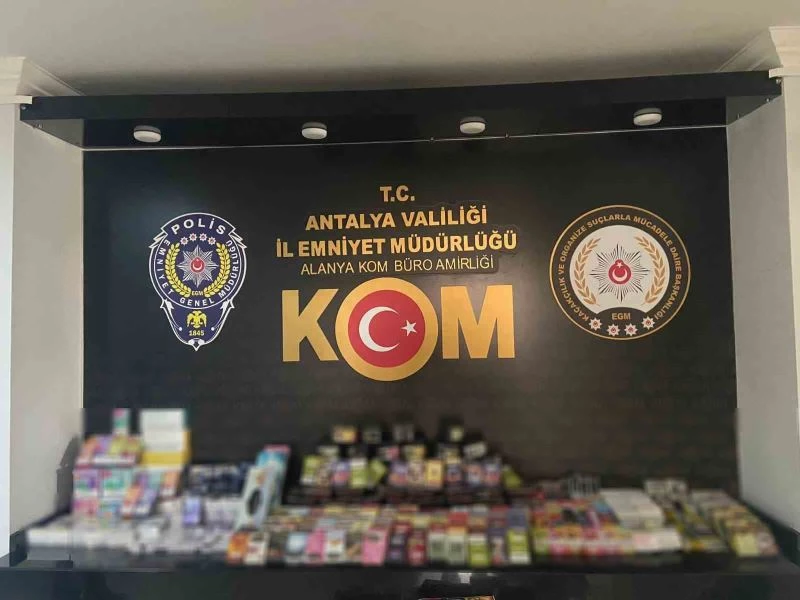 T.C.
ANTALYA VALİLİĞİ
İL EMNİYET MÜDÜRLÜĞÜ
ALANYA KOM BÜRO AMİRLİĞİ
KOM
POLİS
EMNİYET GENEL MÜDÜRLÜĞÜ
EGM
1845
KAÇAKÇILIK VE ORGANİZE SUÇLARLA MÜCADELE DAİRE BAŞKANLIĞI
EGM